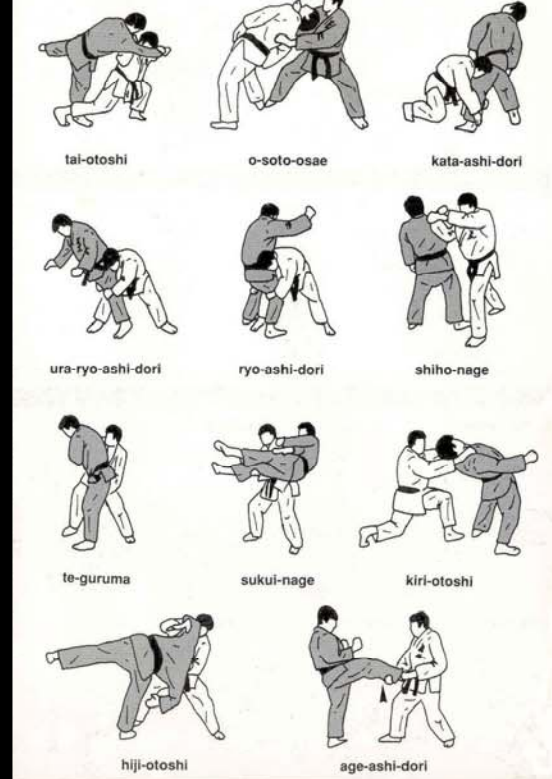 tai-otoshi o-soto-osae kata-ashi-dori
ura-ryo-ashi-dori ryo-ashi-dori shiho-nage
te-guruma sukui-nage kiri-otoshi
hiji-otoshi age-ashi-dori